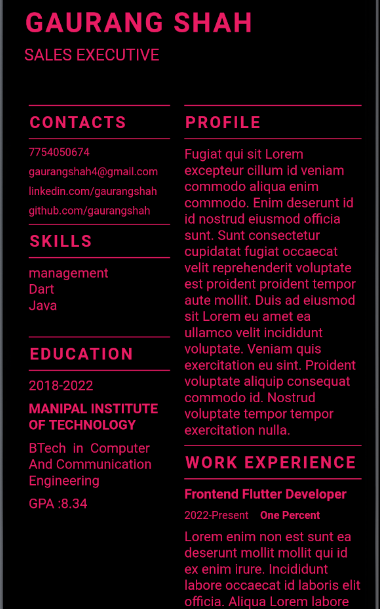 GAURANG SHAH
SALES EXECUTIVE
CONTACTS
7754050674
gaurangshah4@gmail.com
linkedin.com/gaurangshah
github.com/gaurangshah
SKILLS
management
Dart
Java
EDUCATION
2018-2022
MANIPAL INSTITUTE
OF TECHNOLOGY
BTech in Computer
And Communication
Engineering
GPA :8.34
PROFILE
Fugiat qui sit Lorem
excepteur cillum id veniam
commodo aliqua enim
commodo. Enim deserunt id
id nostrud eiusmod officia
sunt. Sunt consectetur
cupidatat fugiat occaecat
velit reprehenderit voluptate
est proident proident tempor
aute mollit. Duis ad eiusmod
sit Lorem eu amet ea
ullamco velit incididunt
voluptate. Veniam quis
exercitation eu sint. Proident
voluptate aliquip consequat
commodo id. Nostrud
voluptate tempor tempor
exercitation nulla.
WORK EXPERIENCE
Frontend Flutter Developer
2022-Present One Percent
Lorem enim non est sunt ea
deserunt mollit mollit qui id
ex enim irure. Incididunt
labore occaecat id laboris elit
officia. Aliqua Lorem labore